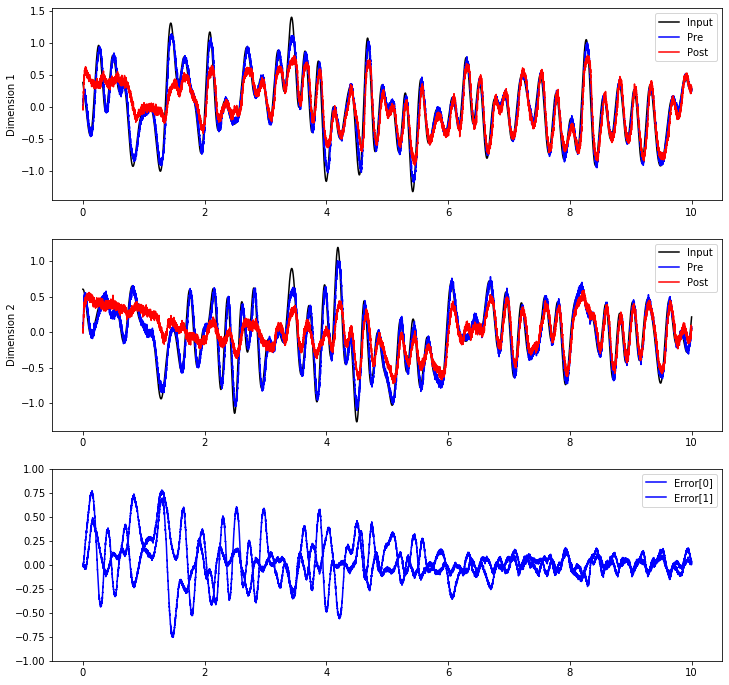 1.5
1.0
0.5
0.0
−0.5
−1.0
Dimension 1
Input
Pre
Post
0 2 4 6 8 10
1.0
0.5
0.0
−0.5
−1.0
Dimension 2
Input
Pre
Post
0 2 4 6 8 10
1.00
0.75
0.50
0.25
0.00
−0.25
−0.50
−0.75
−1.00
Error[0]
Error[1]
0 2 4 6 8 10